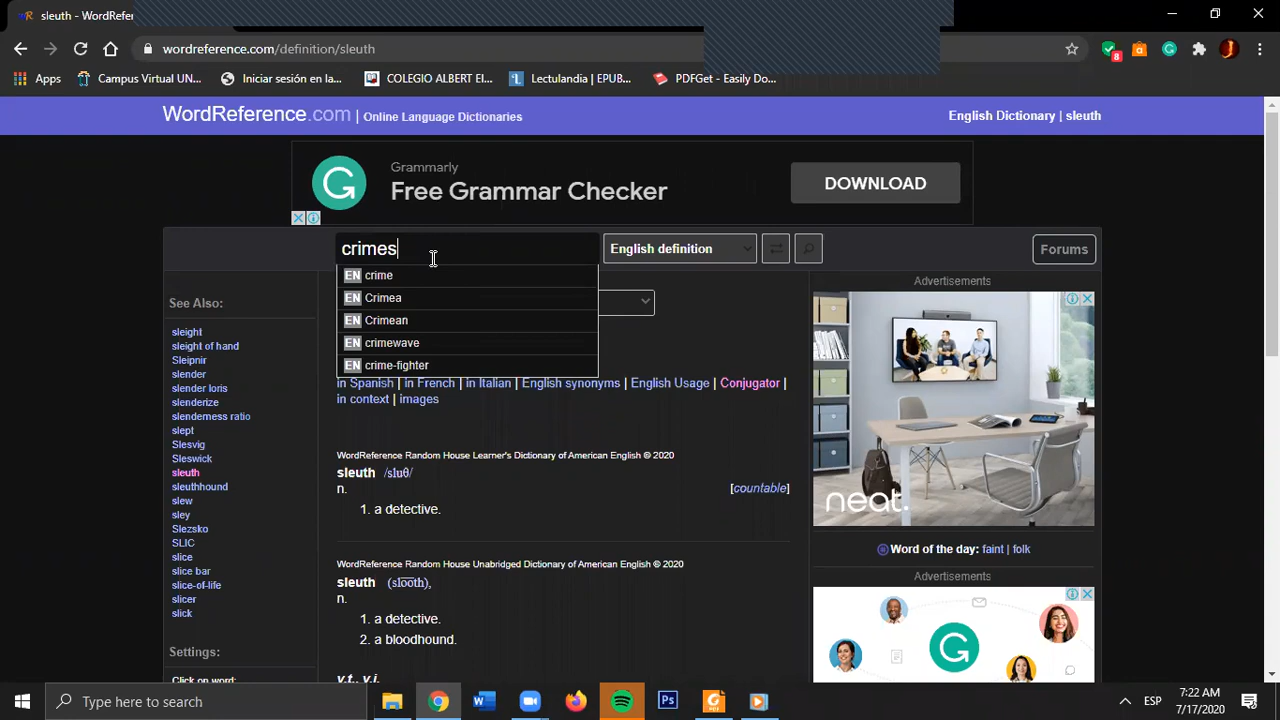 sleuth - WordRefere
wordreference.com/definition/sleuth
8
Apps
Campus Virtual UN...
Iniciar sesión en la...
COLEGIO ALBERT EI...
Lectulandia | EPUB...
PDFGet - Easily Do...
WordReference.com | Online Language Dictionaries
English Dictionary | sleuth
Grammarly
Free Grammar Checker
DOWNLOAD
crimes
English definition
Forums
EN crime
EN Crimea
EN Crimean
EN crimewave
EN crime-fighter
See Also:
sleight
sleight of hand
Sleipnir
slender
slender loris
slenderize
slenderness ratio
slept
Slesvig
Sleswick
sleuth
sleuthhound
slew
sley
Slezsko
SLIC
slice
slice bar
slice-of-life
slicer
slick
Settings:
Click on word:
in Spanish | in French | in Italian | English synonyms | English Usage | Conjugator |
in context | images
WordReference Random House Learner's Dictionary of American English © 2020
sleuth /sluθ/
n.
[countable]
1. a detective.
WordReference Random House Unabridged Dictionary of American English © 2020
sleuth (slo̅o̅th),
n.
1. a detective.
2. a bloodhound.
v.t., v.i.
Advertisements
neat.
Word of the day: faint | folk
Advertisements
Type here to search
ESP
7:22 AM
7/17/2020